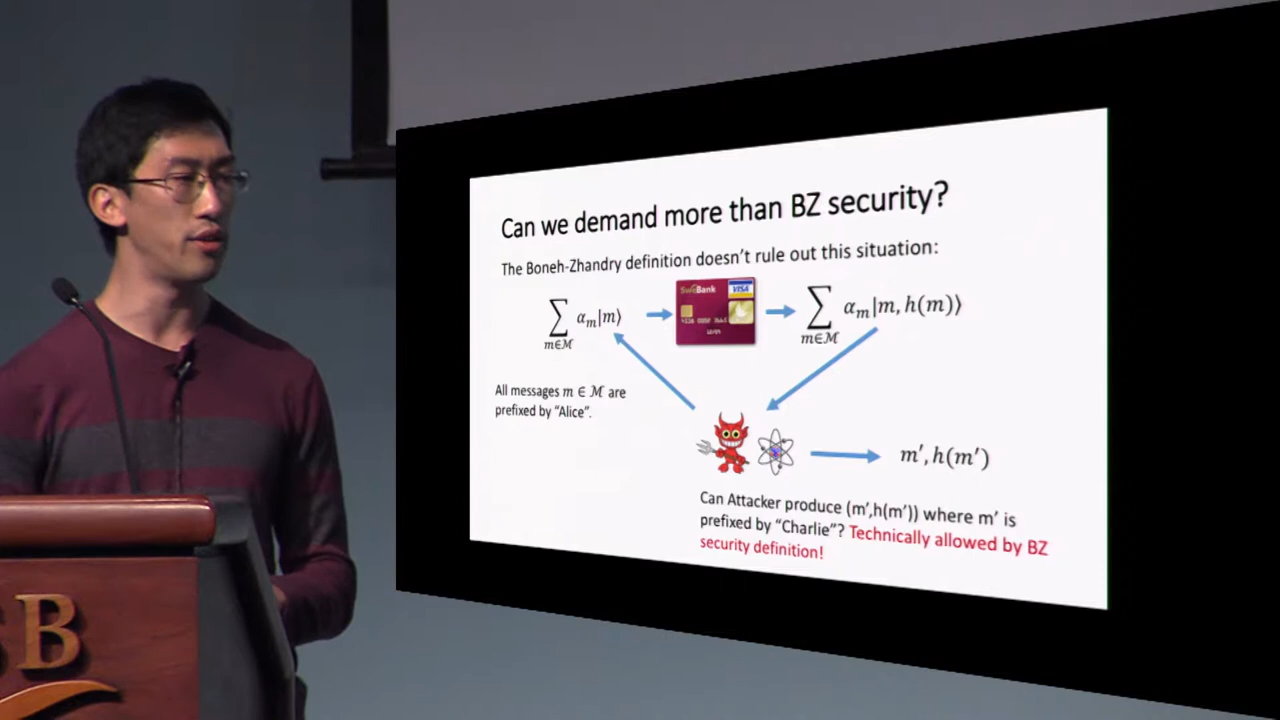 Can we demand more than BZ security?
The Boneh-Zhandry definition doesn't rule out this situation:
∑ α_m|m⟩
m∈ℳ
SweBank VISA
∑ α_m|m, h(m)⟩
m∈ℳ
All messages m ∈ ℳ are
prefixed by "Alice".
m′, h(m′)
Can Attacker produce (m′,h(m′)) where m′ is
prefixed by "Charlie"? Technically allowed by BZ
security definition!
B